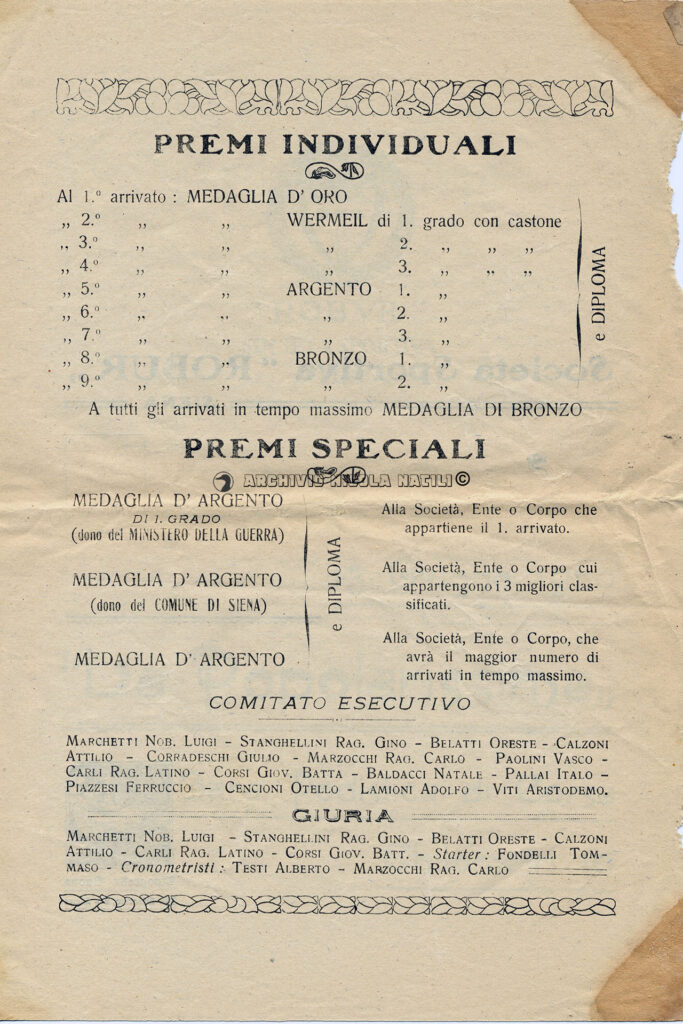 PREMI INDIVIDUALI
Al 1.º arrivato : MEDAGLIA D' ORO
„ 2.º „ „ WERMEIL di 1. grado con castone
„ 3.º „ „ „ 2. „ „ „
„ 4.º „ „ „ 3. „ „ „
„ 5.º „ „ ARGENTO 1. „
„ 6.º „ „ „ 2. „
„ 7.º „ „ „ 3. „
„ 8.º „ „ BRONZO 1. „
„ 9.º „ „ „ 2. „
e DIPLOMA
A tutti gli arrivati in tempo massimo MEDAGLIA DI BRONZO
PREMI SPECIALI
ARCHIVIO NICOLA NATILI ©
MEDAGLIA D' ARGENTO
DI 1. GRADO
(dono del MINISTERO DELLA GUERRA)
MEDAGLIA D' ARGENTO
(dono del COMUNE DI SIENA)
MEDAGLIA D' ARGENTO
e DIPLOMA
Alla Società, Ente o Corpo che
appartiene il 1. arrivato.
Alla Società, Ente o Corpo cui
appartengono i 3 migliori clas-
sificati.
Alla Società, Ente o Corpo, che
avrà il maggior numero di
arrivati in tempo massimo.
COMITATO ESECUTIVO
MARCHETTI NOB. LUIGI - STANGHELLINI RAG. GINO - BELATTI ORESTE - CALZONI
ATTILIO - CORRADESCHI GIULIO - MARZOCCHI RAG. CARLO - PAOLINI VASCO -
CARLI RAG. LATINO - CORSI GIOV. BATTA - BALDACCI NATALE - PALLAI ITALO -
PIAZZESI FERRUCCIO - CENCIONI OTELLO - LAMIONI ADOLFO - VITI ARISTODEMO.
GIURIA
MARCHETTI NOB. LUIGI - STANGHELLINI RAG. GINO - BELATTI ORESTE - CALZONI
ATTILIO - CARLI RAG. LATINO - CORSI GIOV. BATT. - Starter : FONDELLI TOM-
MASO - Cronometristi : TESTI ALBERTO - MARZOCCHI RAG. CARLO